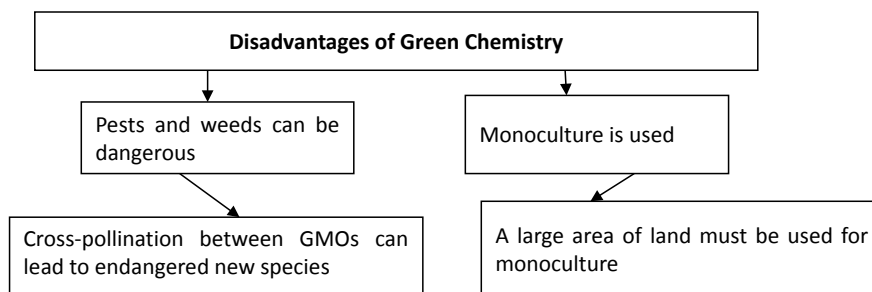 Disadvantages of Green Chemistry
Pests and weeds can be
dangerous
Monoculture is used
Cross-pollination between GMOs can
lead to endangered new species
A large area of land must be used for
monoculture